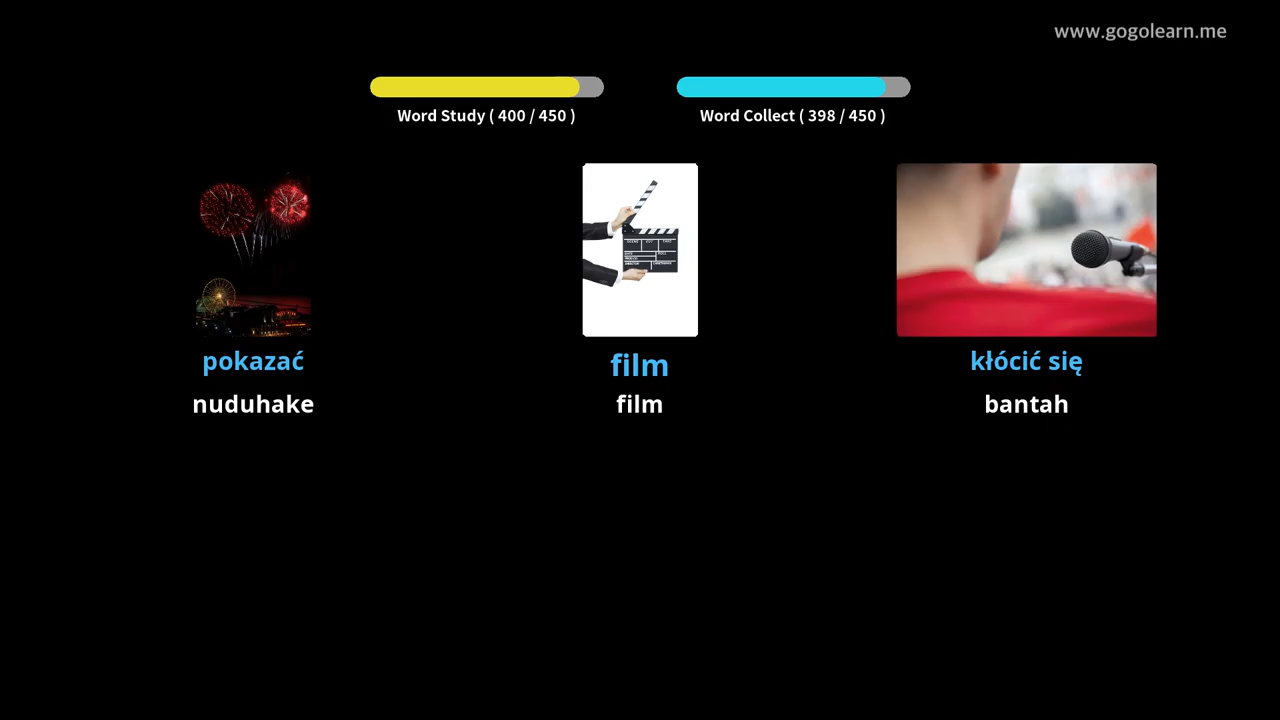 www.gogolearn.me
Word Study ( 400 / 450 )
Word Collect ( 398 / 450 )
pokazać
film
kłócić się
nuduhake
film
bantah